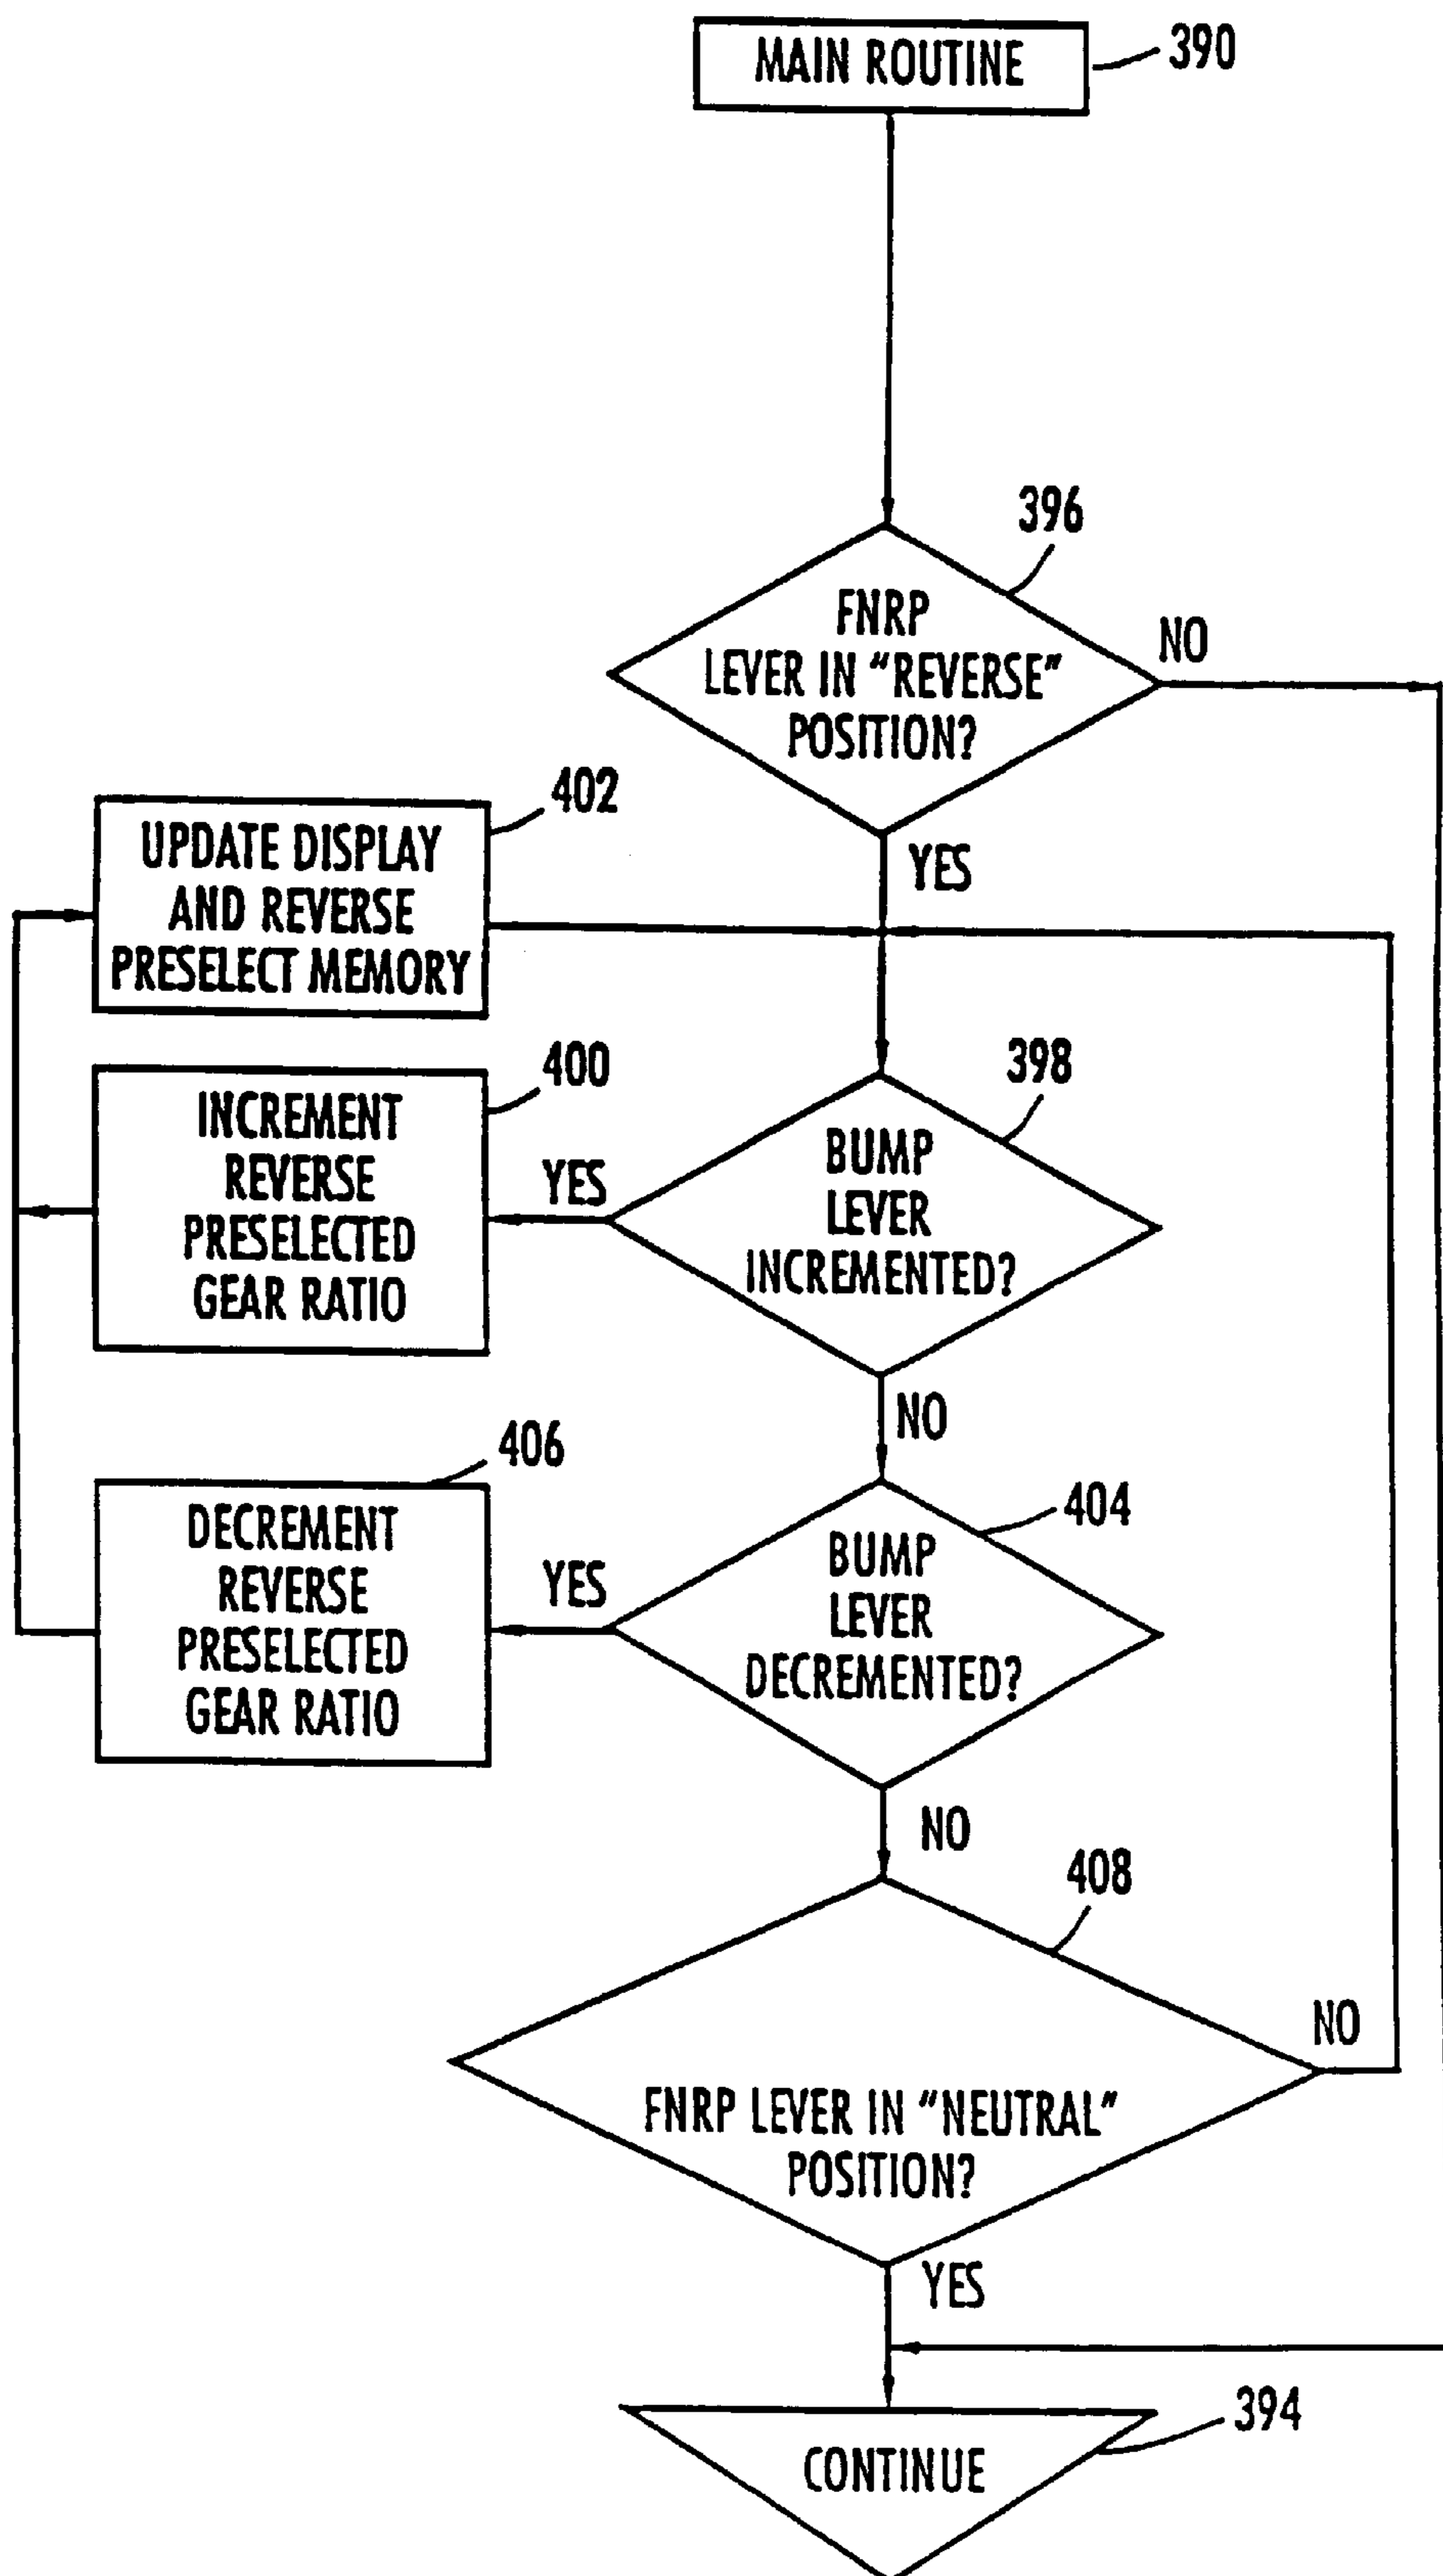 MAIN ROUTINE
390
396
FNRP
LEVER IN "REVERSE"
POSITION?
NO
YES
402
UPDATE DISPLAY
AND REVERSE
PRESELECT MEMORY
400
INCREMENT
REVERSE
PRESELECTED
GEAR RATIO
YES
398
BUMP
LEVER
INCREMENTED?
NO
406
DECREMENT
REVERSE
PRESELECTED
GEAR RATIO
YES
404
BUMP
LEVER
DECREMENTED?
NO
408
FNRP LEVER IN "NEUTRAL"
POSITION?
NO
YES
394
CONTINUE